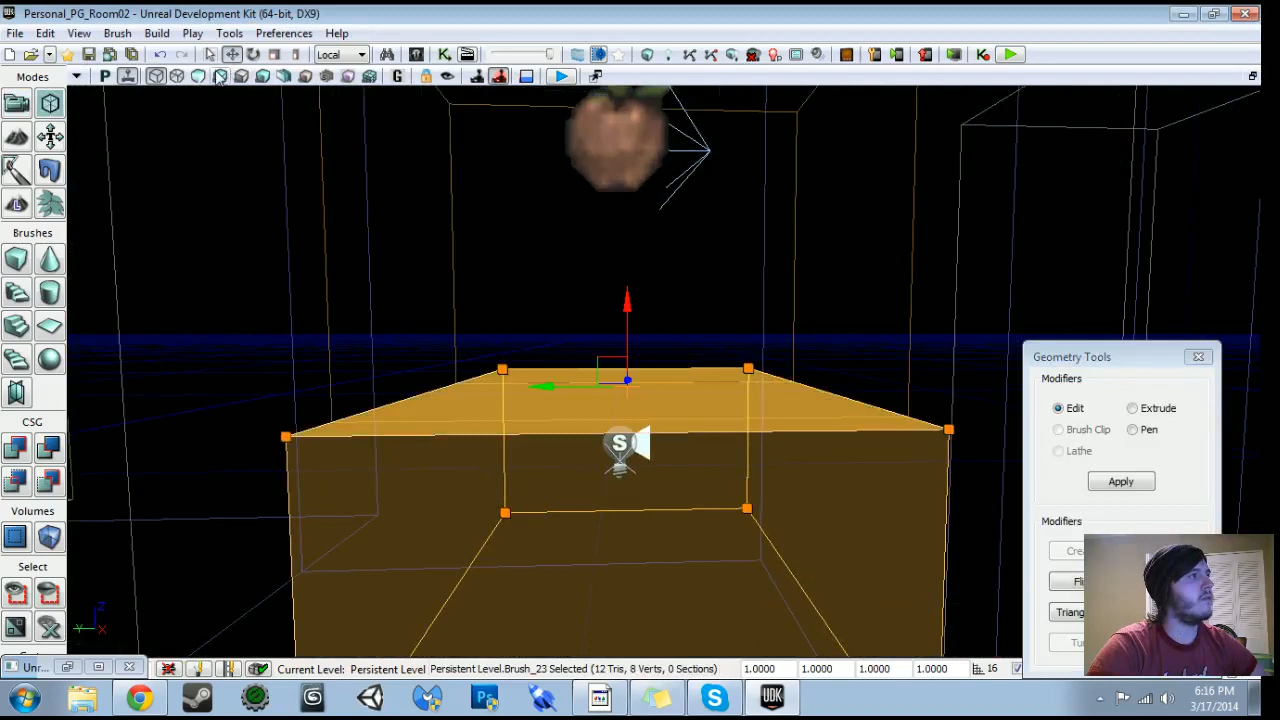 Personal_PG_Room02 - Unreal Development Kit (64-bit, DX9)
File Edit View Brush Build Play Tools Preferences Help
Local
Modes
P
G
Brushes
CSG
Volumes
Select
Geometry Tools
Modifiers
Edit Extrude
Brush Clip Pen
Lathe
Apply
Modifiers
Flip
Triang
S
Z
Y X
Unr...
Current Level: Persistent Level Persistent Level.Brush_23 Selected (12 Tris, 8 Verts, 0 Sections) 1.0000 1.0000 1.0000 1.0000 16
6:16 PM
3/17/2014